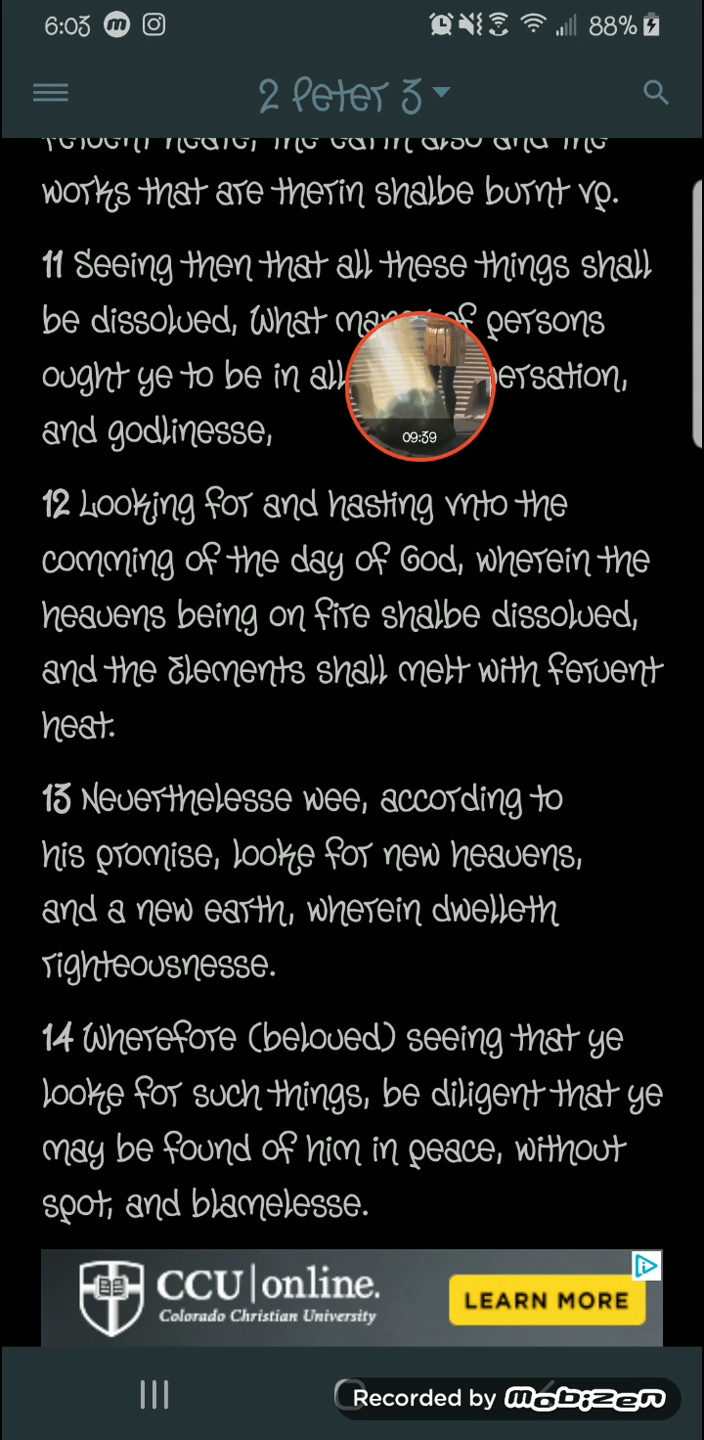 6:03 m 88%
2 Peter 3
works that are therin shalbe burnt vp.
11 Seeing then that all these things shall
be dissolued, What of persons
ought ye to be in all
and godlinesse,
09:39
12 Looking for and hasting vnto the
comming of the day of God, wherein the
heauens being on fire shalbe dissolued,
and the Elements shall melt with feruent
heat.
13 Neuerthelesse wee, according to
his promise, looke for new heauens,
and a new earth, wherein dwelleth
righteousnesse.
14 Wherefore (beloued) seeing that ye
looke for such things, be diligent that ye
may be found of him in peace, without
spot, and blamelesse.
CCU online.
Colorado Christian University
LEARN MORE
Recorded by mobizen